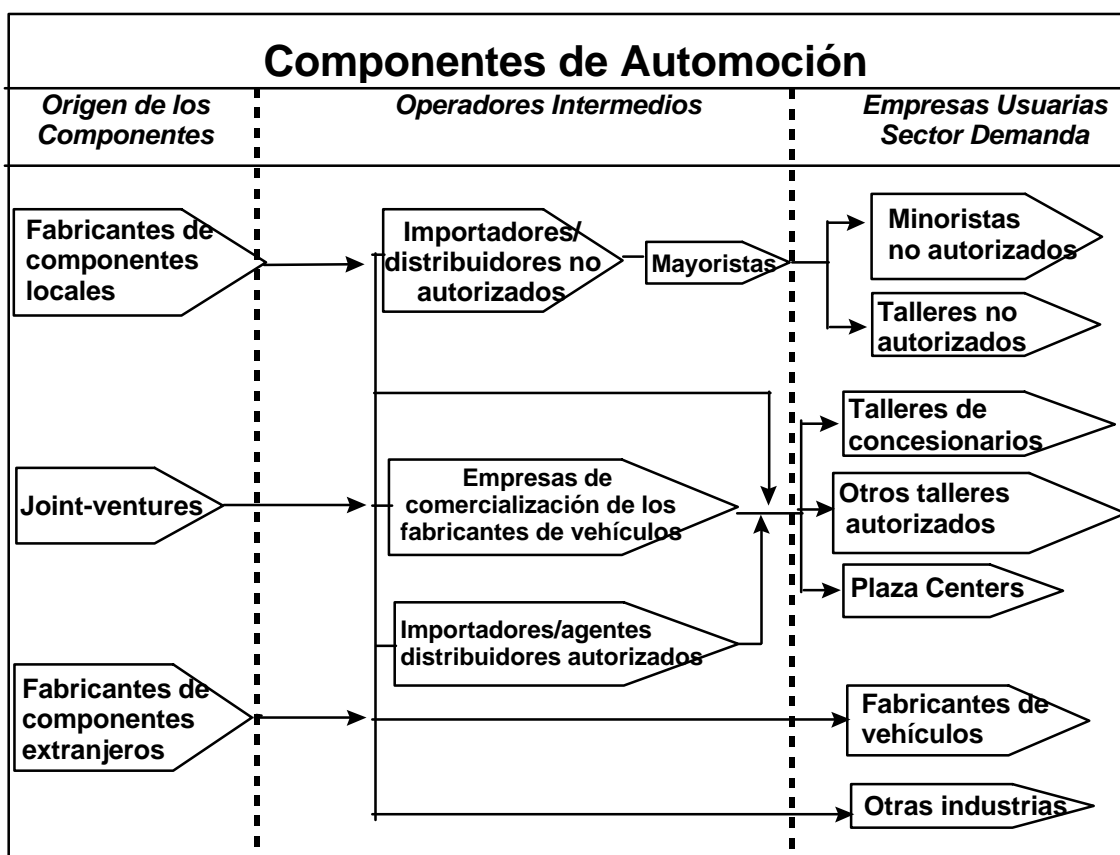 Componentes de Automoción
Origen de los
Componentes
Operadores Intermedios
Empresas Usuarias
Sector Demanda
Fabricantes de
componentes
locales
Importadores/
distribuidores no
autorizados
Mayoristas
Minoristas
no autorizados
Talleres no
autorizados
Talleres de
concesionarios
Joint-ventures
Empresas de
comercialización de los
fabricantes de vehículos
Otros talleres
autorizados
Plaza Centers
Importadores/agentes
distribuidores autorizados
Fabricantes de
componentes
extranjeros
Fabricantes de
vehículos
Otras industrias